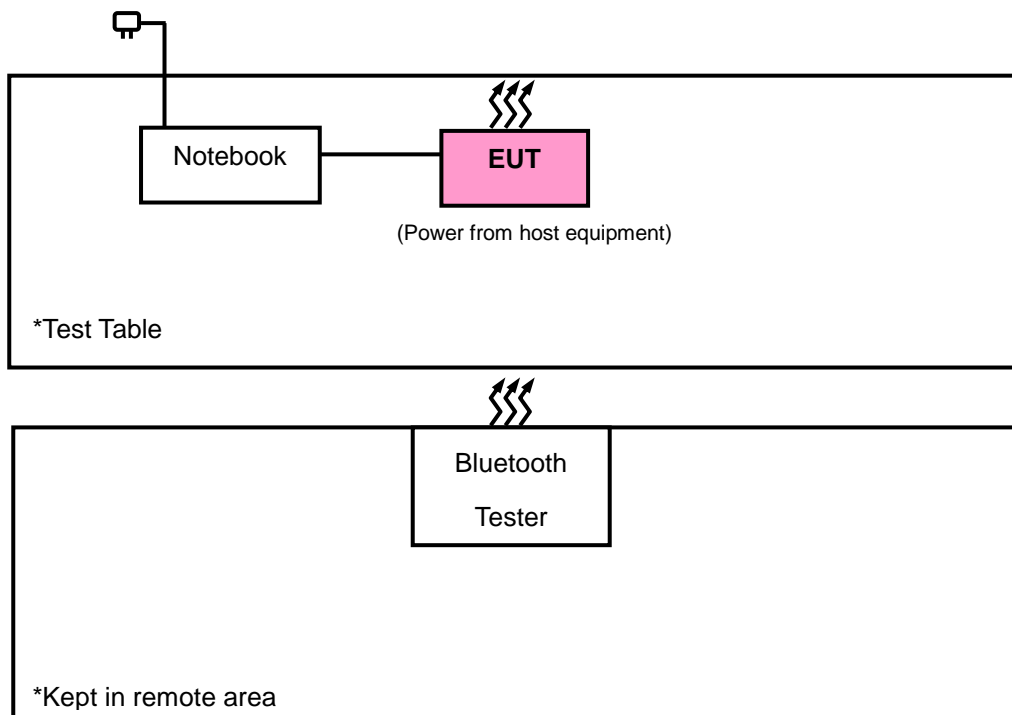 Notebook
EUT
(Power from host equipment)
*Test Table
Bluetooth
Tester
*Kept in remote area